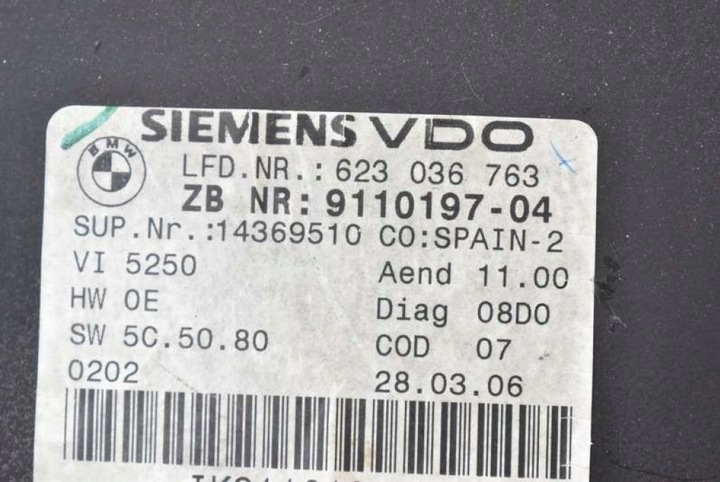 SIEMENS VDO
BMW
LFD.NR.: 623 036 763
ZB NR: 9110197-04
SUP.Nr.:14369510 CO:SPAIN-2
VI 5250 Aend 11.00
HW 0E Diag 08D0
SW 5C.50.80 COD 07
0202 28.03.06